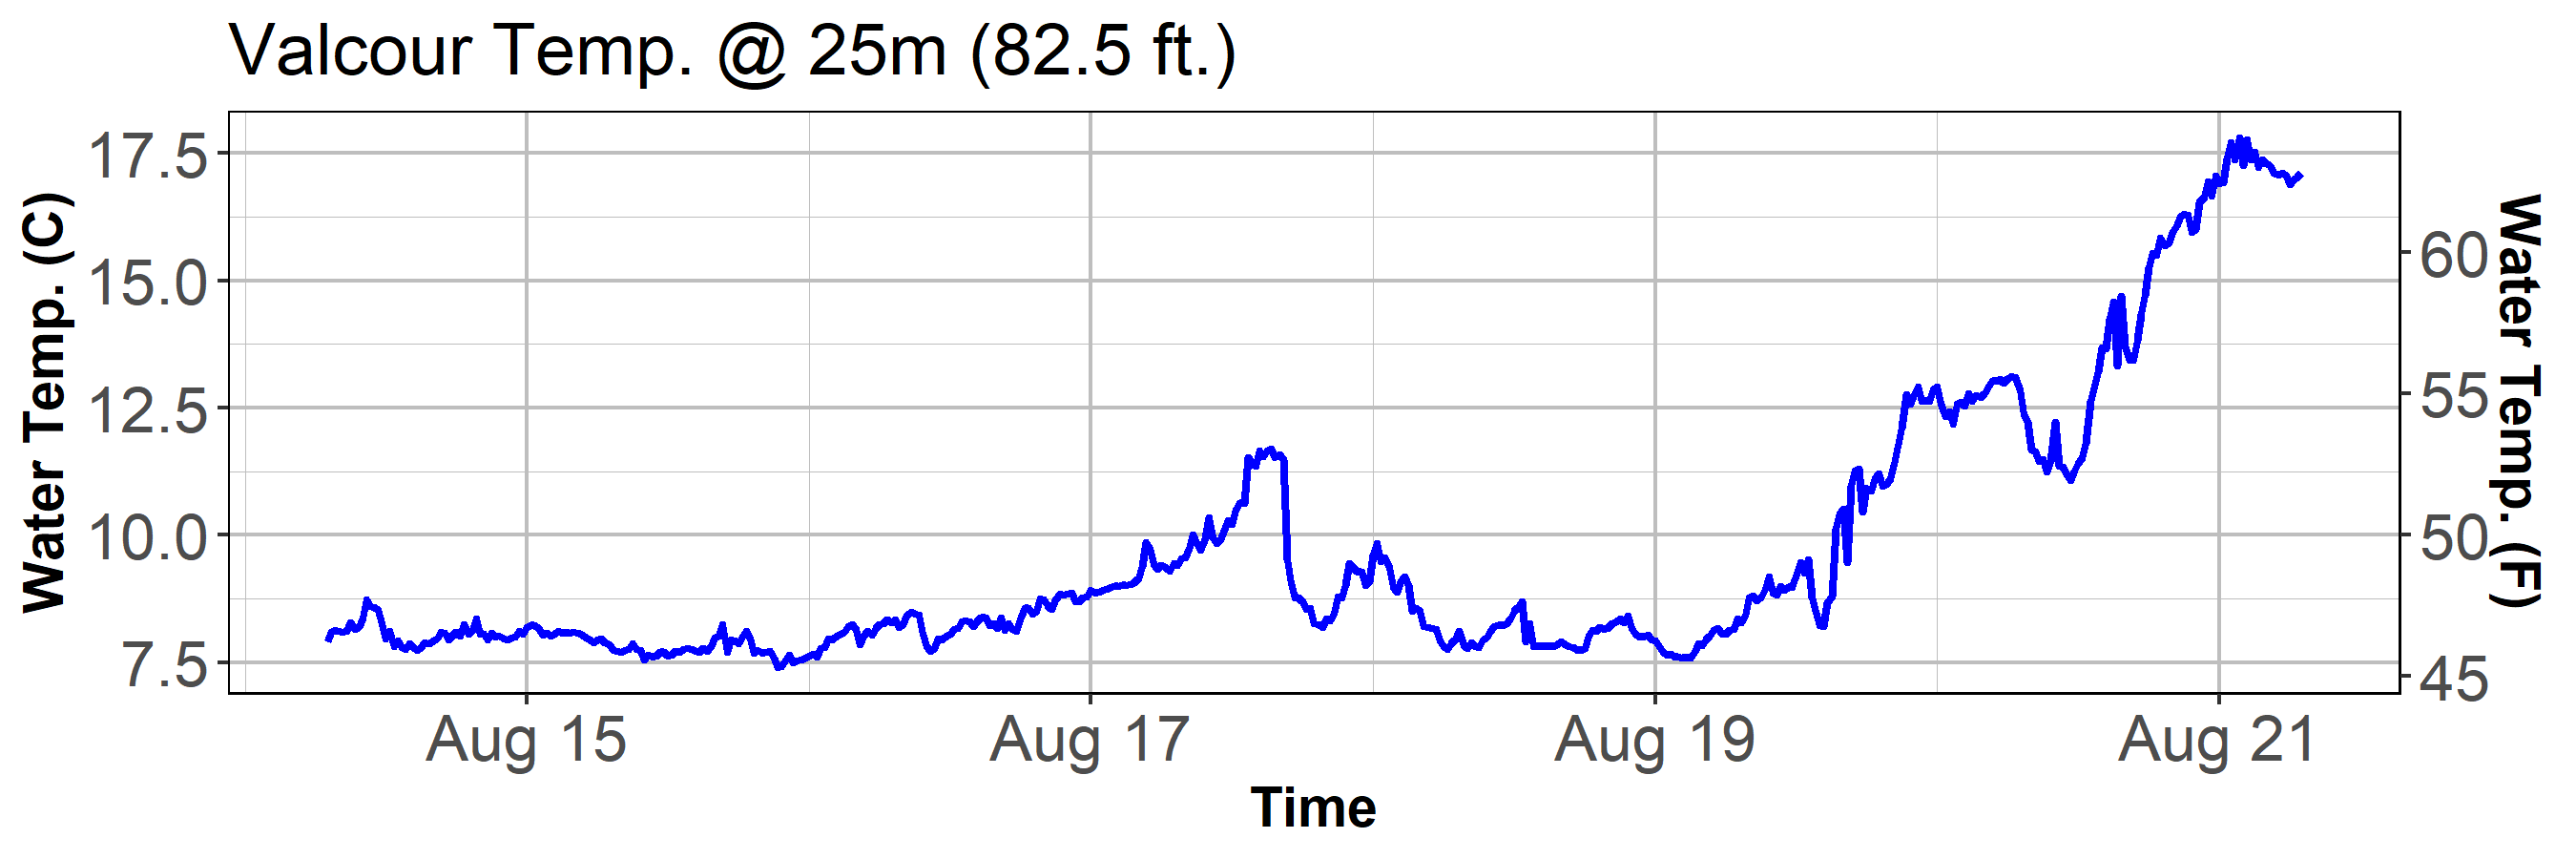 Valcour Temp. @ 25m (82.5 ft.)
Water Temp. (C)
17.5
15.0
12.5
10.0
7.5
60
55
50
45
Water Temp. (F)
Aug 15 Aug 17 Aug 19 Aug 21
Time